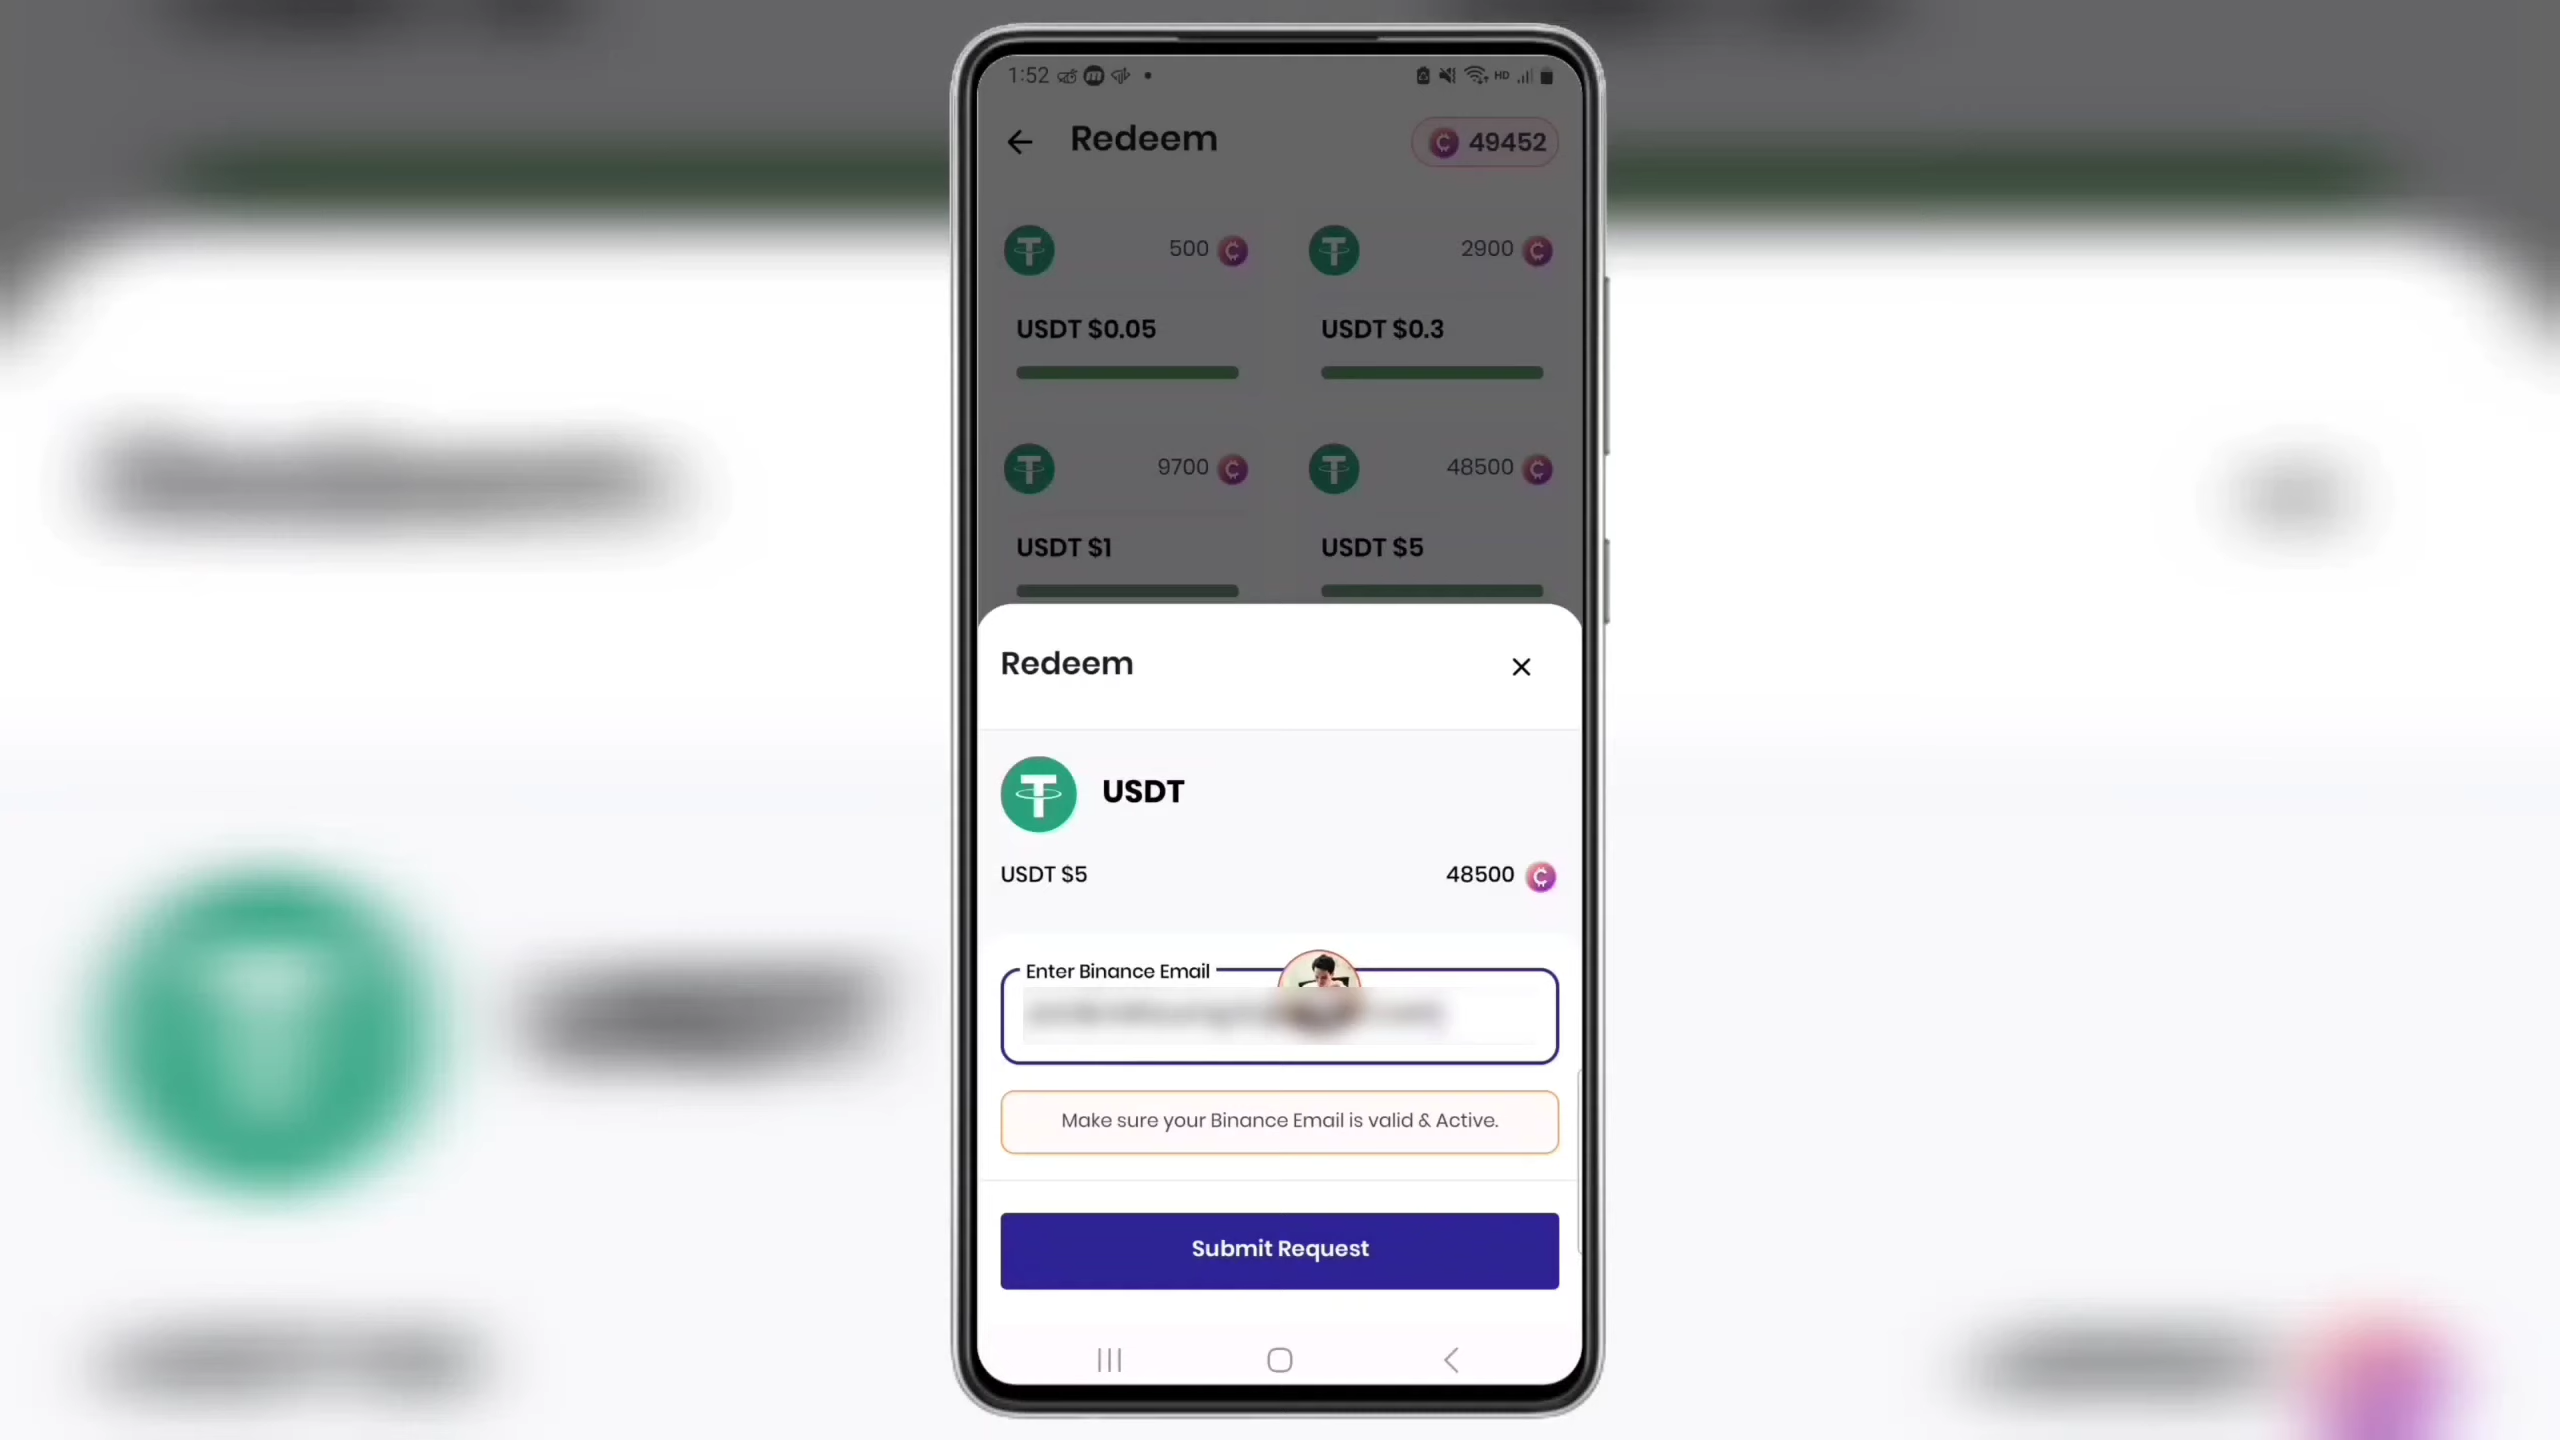 1:52
HD
Redeem
49452
500
2900
USDT $0.05
USDT $0.3
9700
48500
USDT $1
USDT $5
Redeem
USDT
USDT $5
48500
Enter Binance Email
Make sure your Binance Email is valid & Active.
Submit Request